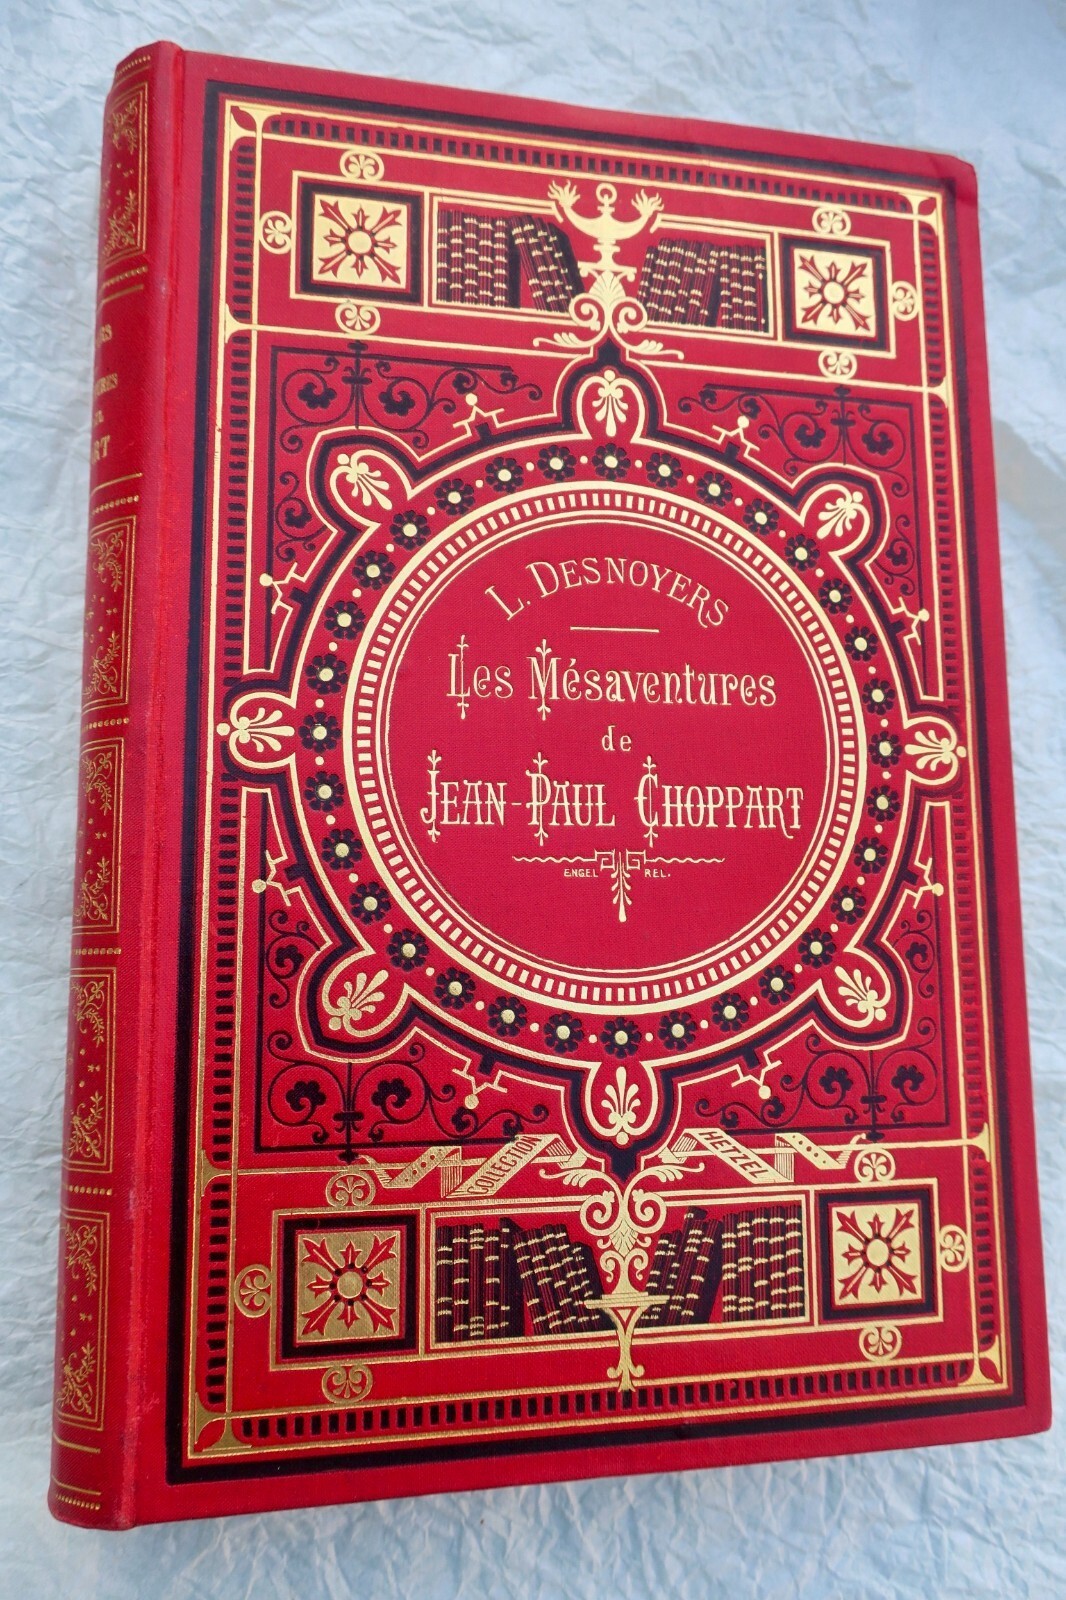 L. DESNOYERS
Les Mésaventures
de
JEAN-PAUL CHOPPART
ENGEL REL.
COLLECTION HETZEL